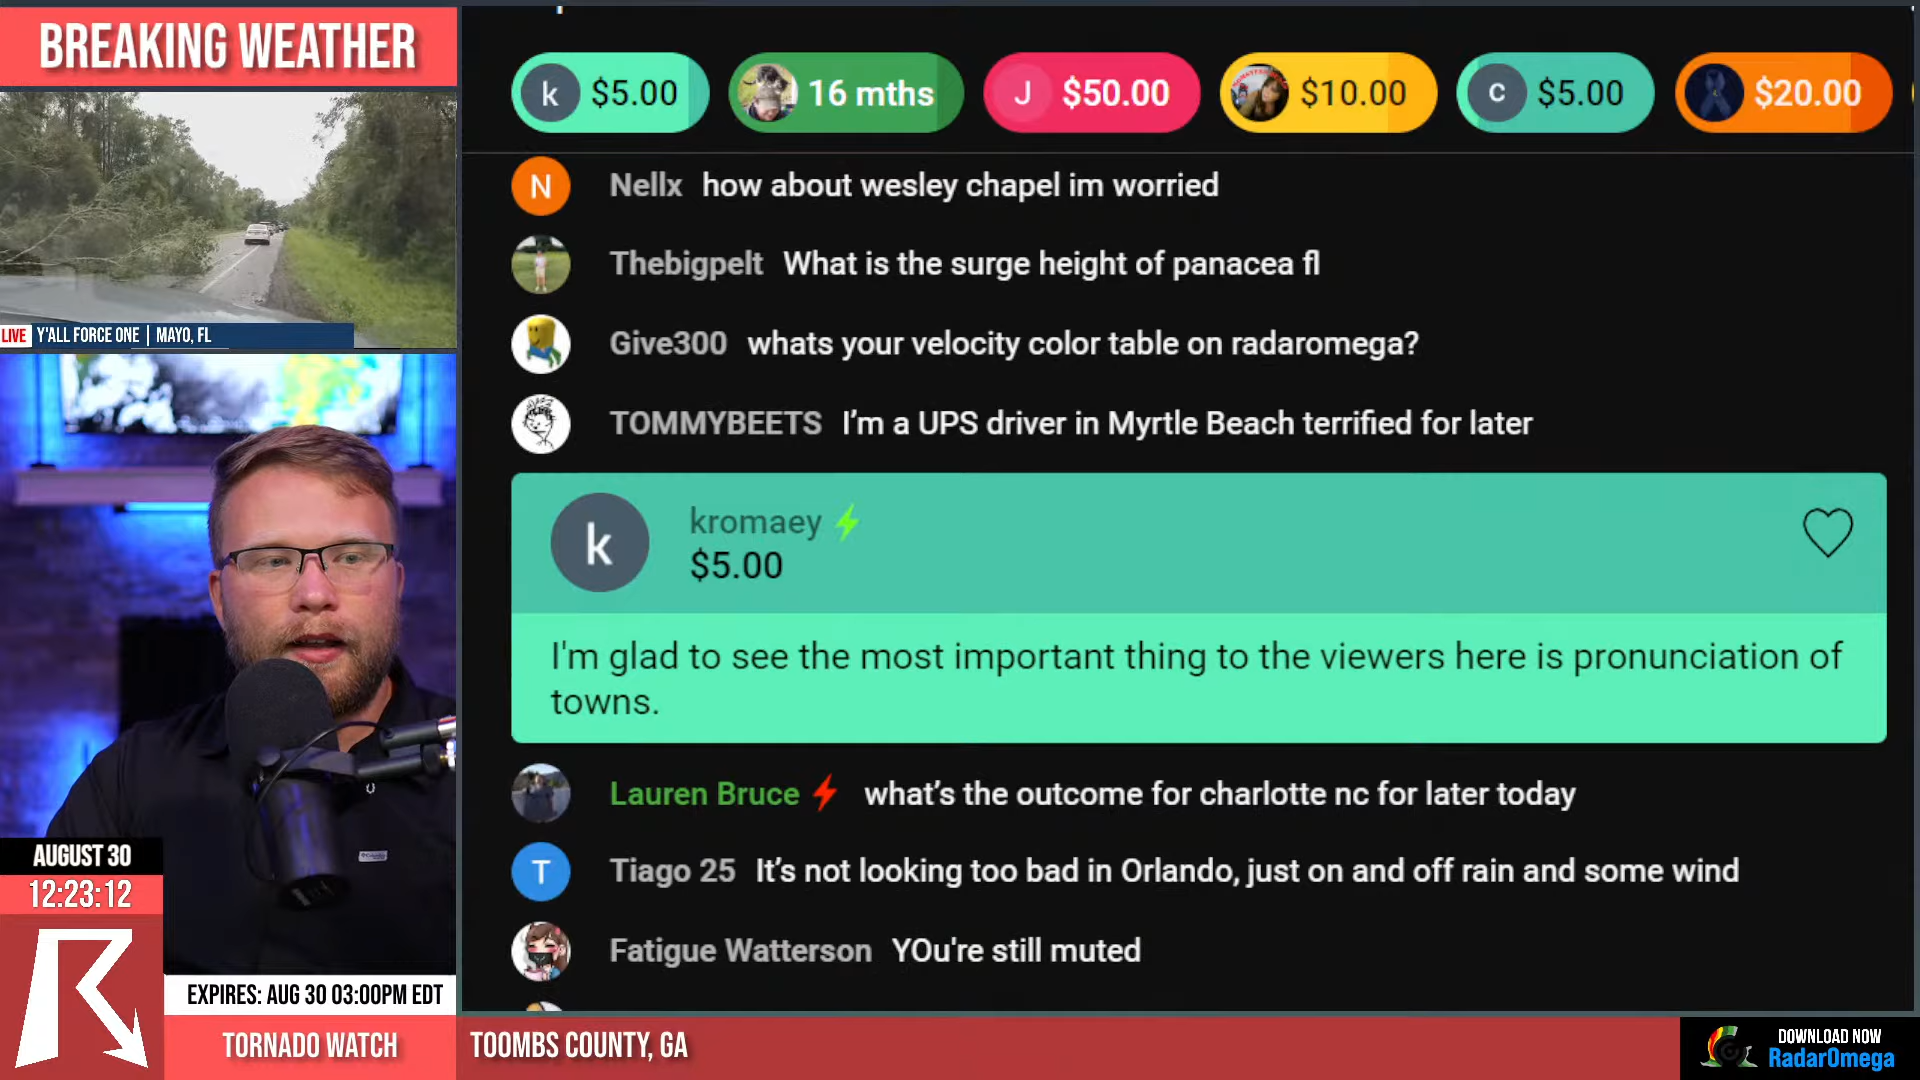 BREAKING WEATHER
LIVE Y'ALL FORCE ONE | MAYO, FL
AUGUST 30
12:23:12
EXPIRES: AUG 30 03:00PM EDT
TORNADO WATCH
TOOMBS COUNTY, GA
k $5.00
16 mths
J $50.00
$10.00
c $5.00
$20.00
N Nellx how about wesley chapel im worried
Thebigpelt What is the surge height of panacea fl
Give300 whats your velocity color table on radaromega?
TOMMYBEETS I'm a UPS driver in Myrtle Beach terrified for later
k kromaey
$5.00
I'm glad to see the most important thing to the viewers here is pronunciation of
towns.
Lauren Bruce what's the outcome for charlotte nc for later today
T Tiago 25 It's not looking too bad in Orlando, just on and off rain and some wind
Fatigue Watterson YOu're still muted
DOWNLOAD NOW
RadarOmega